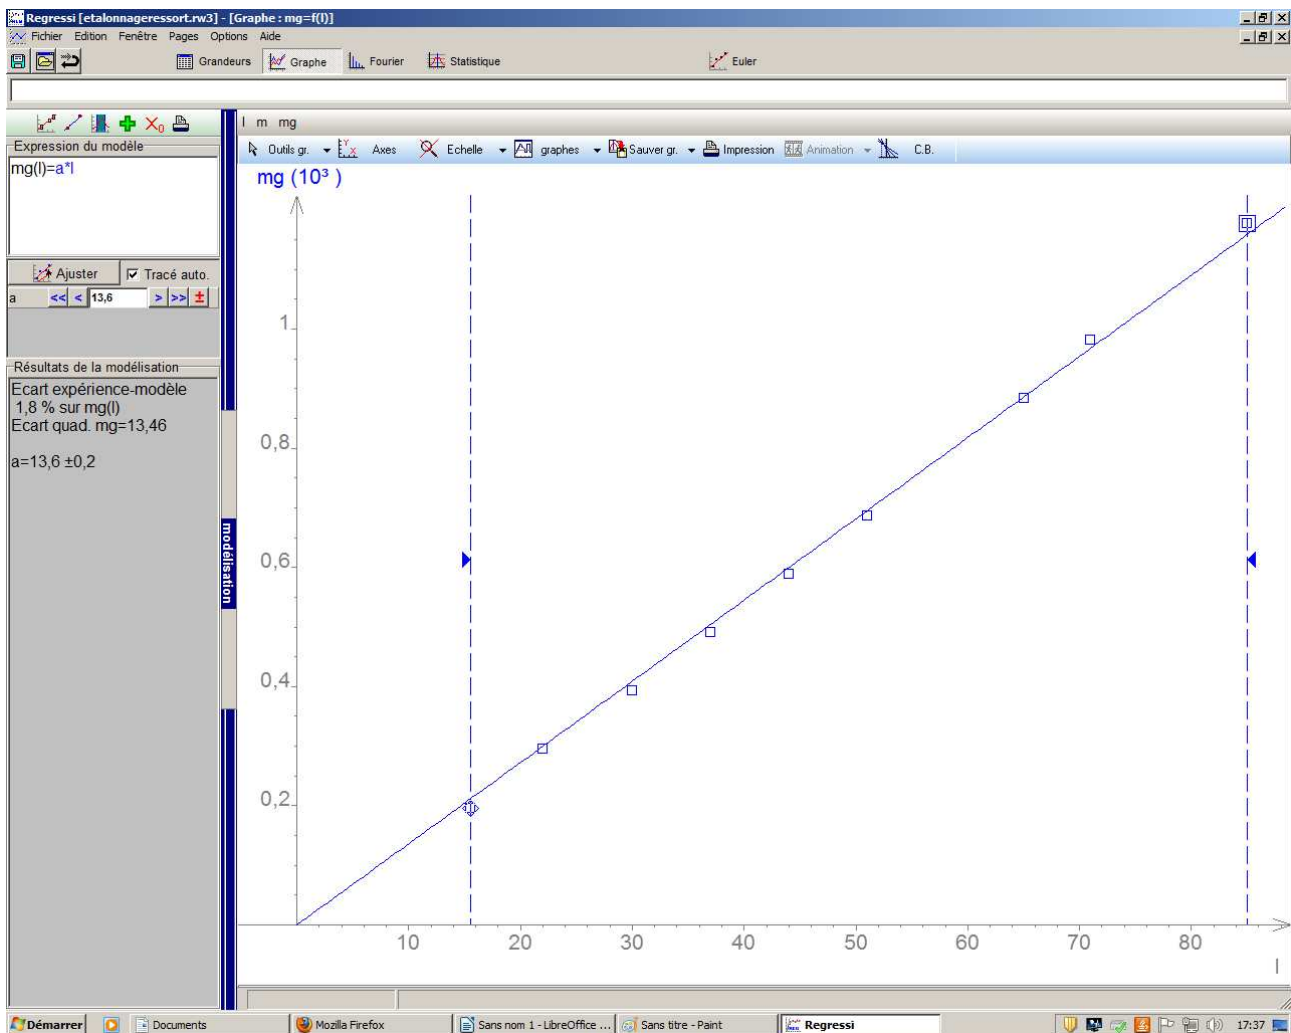 Regressi [etalonnageressort.rw3] - [Graphe : mg=f(l)]
Fichier Edition Fenêtre Pages Options Aide
Grandeurs Graphe Fourier Statistique Euler
l m mg
Expression du modèle
Outils gr. Axes Echelle graphes Sauver gr. Impression Animation C.B.
mg(l)=a*l
mg (10³ )
Ajuster Tracé auto.
a << < 13,6 > >> ±
Résultats de la modélisation
Ecart expérience-modèle
1,8 % sur mg(l)
Ecart quad. mg=13,46
a=13,6 ±0,2
modélisation
1
0,8
0,6
0,4
0,2
10 20 30 40 50 60 70 80
l
Démarrer Documents Mozilla Firefox Sans nom 1 - LibreOffice ... Sans titre - Paint Regressi 17:37